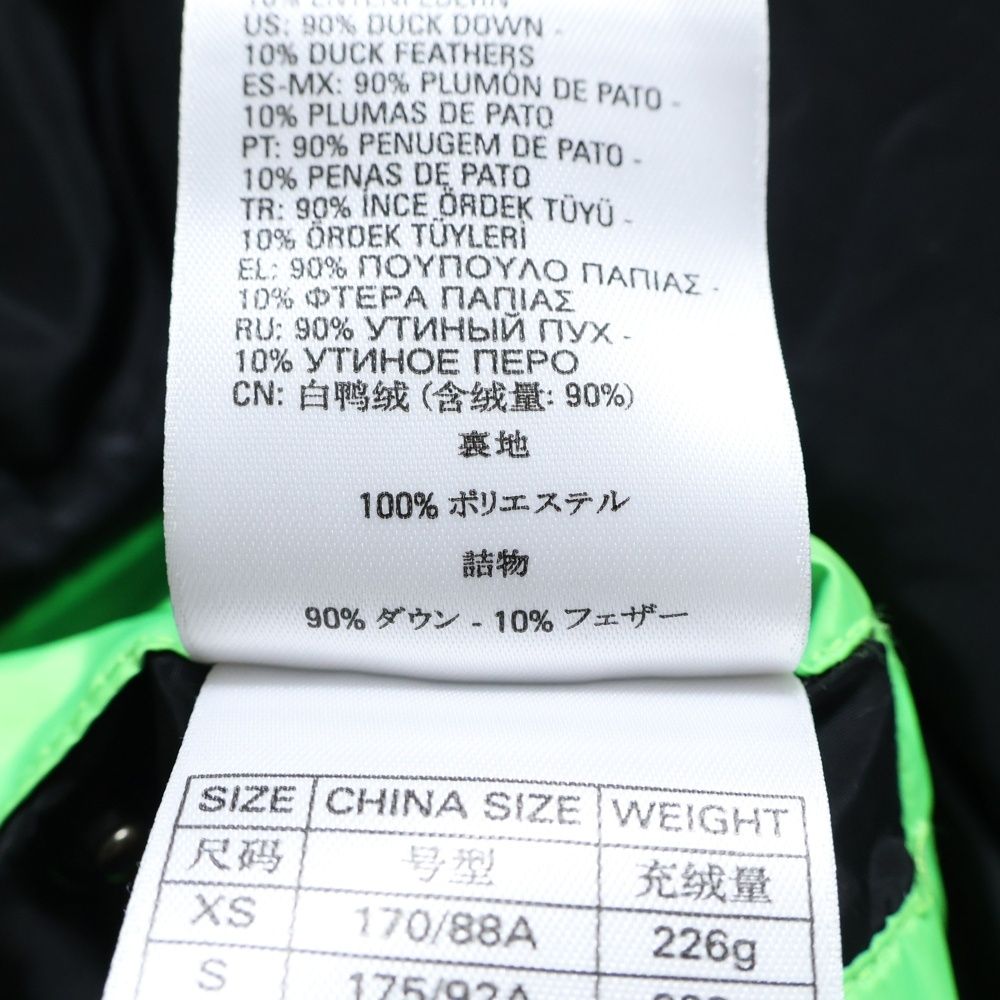 10% ENTENFEDERN
US: 90% DUCK DOWN -
10% DUCK FEATHERS
ES-MX: 90% PLUMÓN DE PATO -
10% PLUMAS DE PATO
PT: 90% PENUGEM DE PATO -
10% PENAS DE PATO
TR: 90% İNCE ÖRDEK TÜYÜ -
10% ÖRDEK TÜYLERİ
EL: 90% ΠΟΥΠΟΥΛΟ ΠΑΠΙΑΣ -
10% ΦΤΕΡΑ ΠΑΠΙΑΣ
RU: 90% УТИНЫЙ ПУХ -
10% УТИНОЕ ПЕРО
CN: 白鸭绒 (含绒量: 90%)
裏地
100% ポリエステル
詰物
90% ダウン - 10% フェザー
SIZE CHINA SIZE WEIGHT
尺码 号型 充绒量
XS 170/88A 226g
S 175/92A